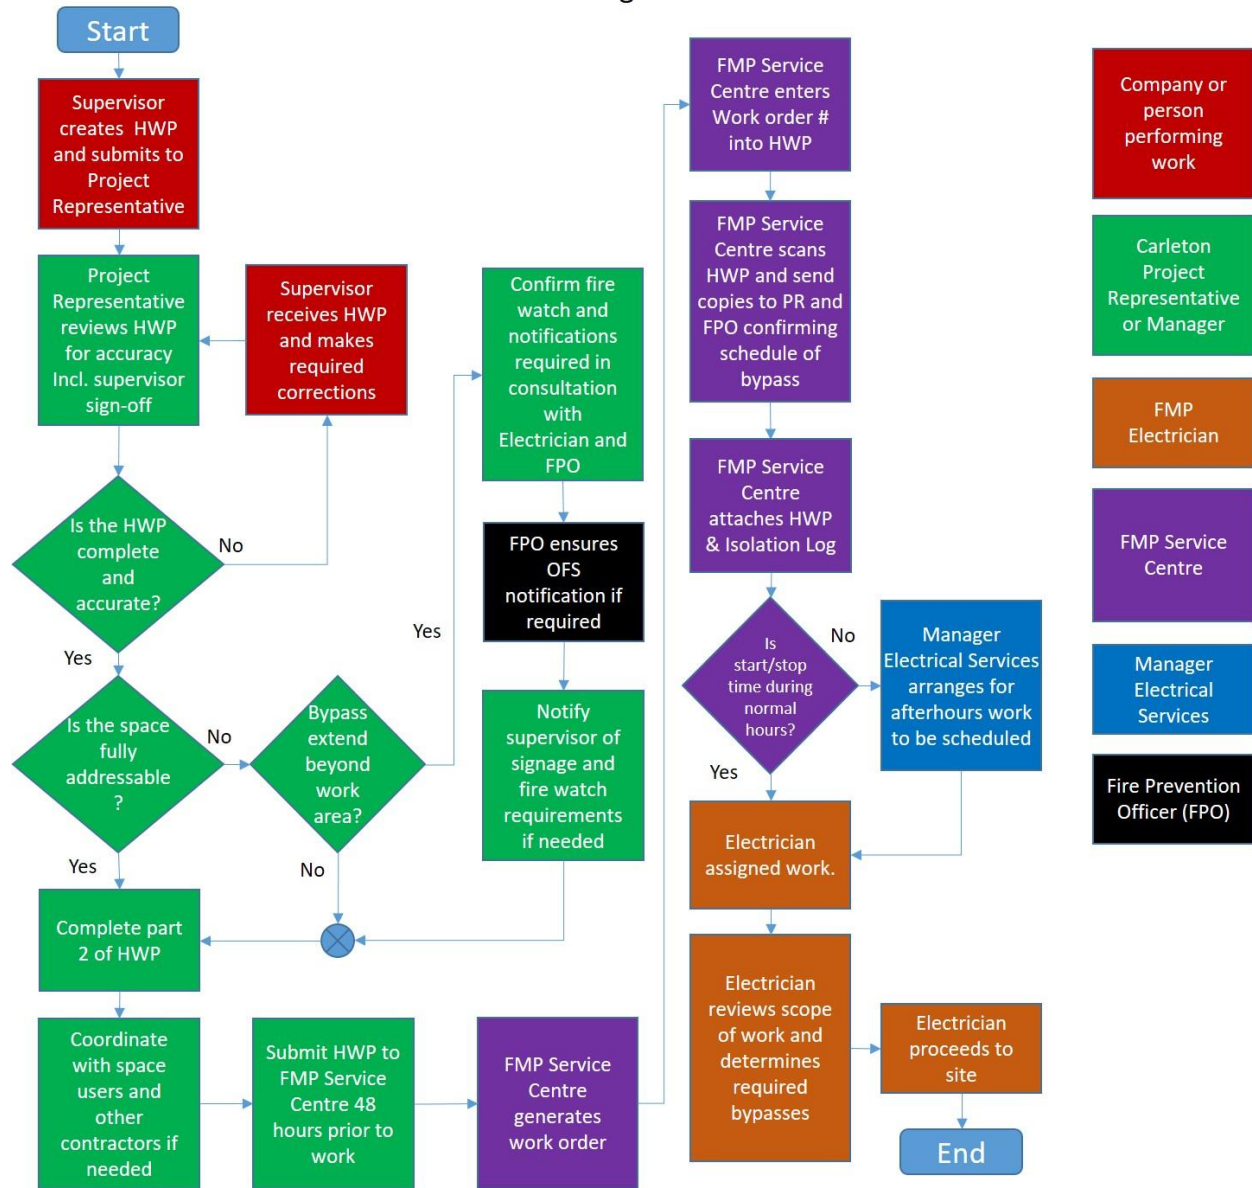 Start
Supervisor
creates HWP
and submits to
Project
Representative
Project
Representative
reviews HWP
for accuracy
Incl. supervisor
sign-off
Supervisor
receives HWP
and makes
required
corrections
Is the HWP
complete
and
accurate?
No
Yes
Is the space
fully
addressable
?
No
Bypass
extend
beyond
work
area?
Yes
No
Yes
Confirm fire
watch and
notifications
required in
consultation
with
Electrician and
FPO
FPO ensures
OFS
notification if
required
Notify
supervisor of
signage and
fire watch
requirements
if needed
Complete part
2 of HWP
Coordinate
with space
users and
other
contractors if
needed
Submit HWP to
FMP Service
Centre 48
hours prior to
work
FMP Service
Centre
generates
work order
FMP Service
Centre enters
Work order #
into HWP
FMP Service
Centre scans
HWP and send
copies to PR and
FPO confirming
schedule of
bypass
FMP Service
Centre
attaches HWP
& Isolation Log
Is
start/stop
time during
normal
hours?
No
Yes
Manager
Electrical Services
arranges for
afterhours work
to be scheduled
Electrician
assigned work.
Electrician
reviews scope
of work and
determines
required
bypasses
Electrician
proceeds to
site
End
Company or
person
performing
work
Carleton
Project
Representative
or Manager
FMP
Electrician
FMP Service
Centre
Manager
Electrical
Services
Fire Prevention
Officer (FPO)